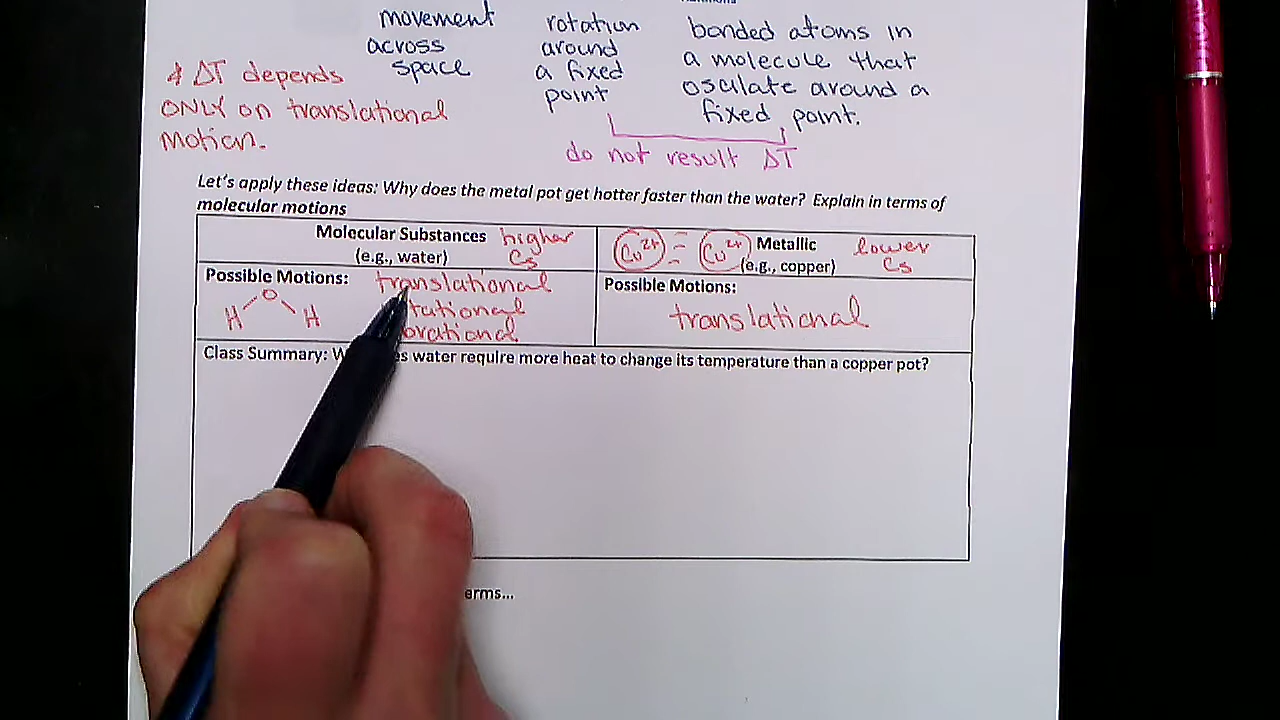 movement
across
space
rotation
around
a fixed
point
bonded atoms in
a molecule that
osculate around a
fixed point.
ΔT depends
ONLY on translational
motion.
do not result ΔT
Let's apply these ideas: Why does the metal pot get hotter faster than the water? Explain in terms of
molecular motions
Molecular Substances higher
(e.g., water) Cs
Cu²⁺ Cu²⁺ Metallic lower
(e.g., copper) Cs
Possible Motions: translational
H O H
Possible Motions:
translational
Class Summary: water require more heat to change its temperature than a copper pot?